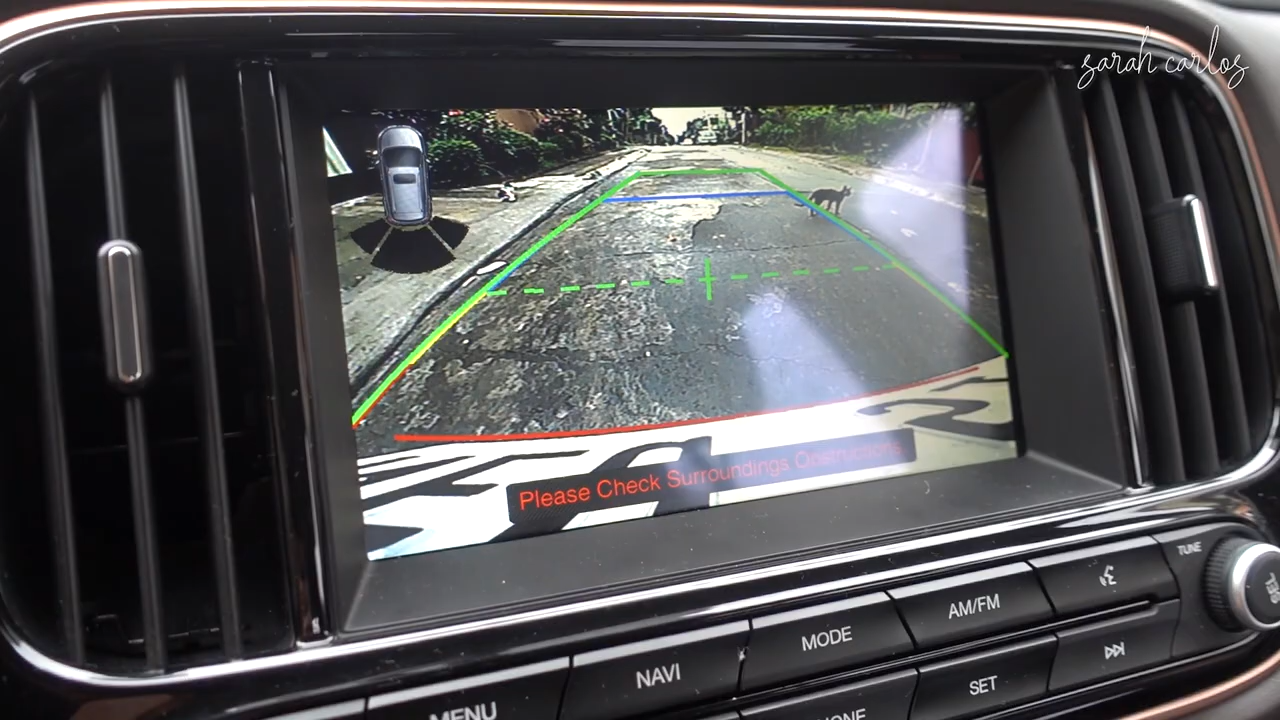 sarah carlos
Please Check Surroundings Obstructions
TUNE
AM/FM
MODE
NAVI
SET
MENU